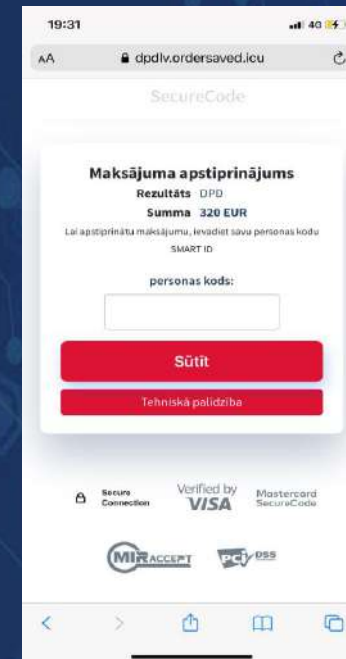 19:31
4G
AA dpdlv.ordersaved.icu
SecureCode
Maksājuma apstiprinājums
Rezultāts DPD
Summa 320 EUR
Lai apstiprinātu maksājumu, ievadiet savu personas kodu
SMART ID
personas kods:
Sūtīt
Tehniskā palīdzība
Secure
Connection
Verified by
VISA
Mastercard
SecureCode
MIRACCEPT
PCI DSS